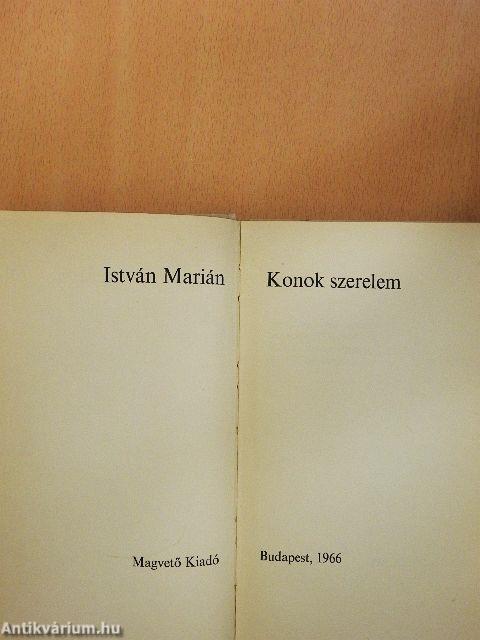 István Marián
Konok szerelem
Magvető Kiadó
Budapest, 1966
Antikvárium.hu